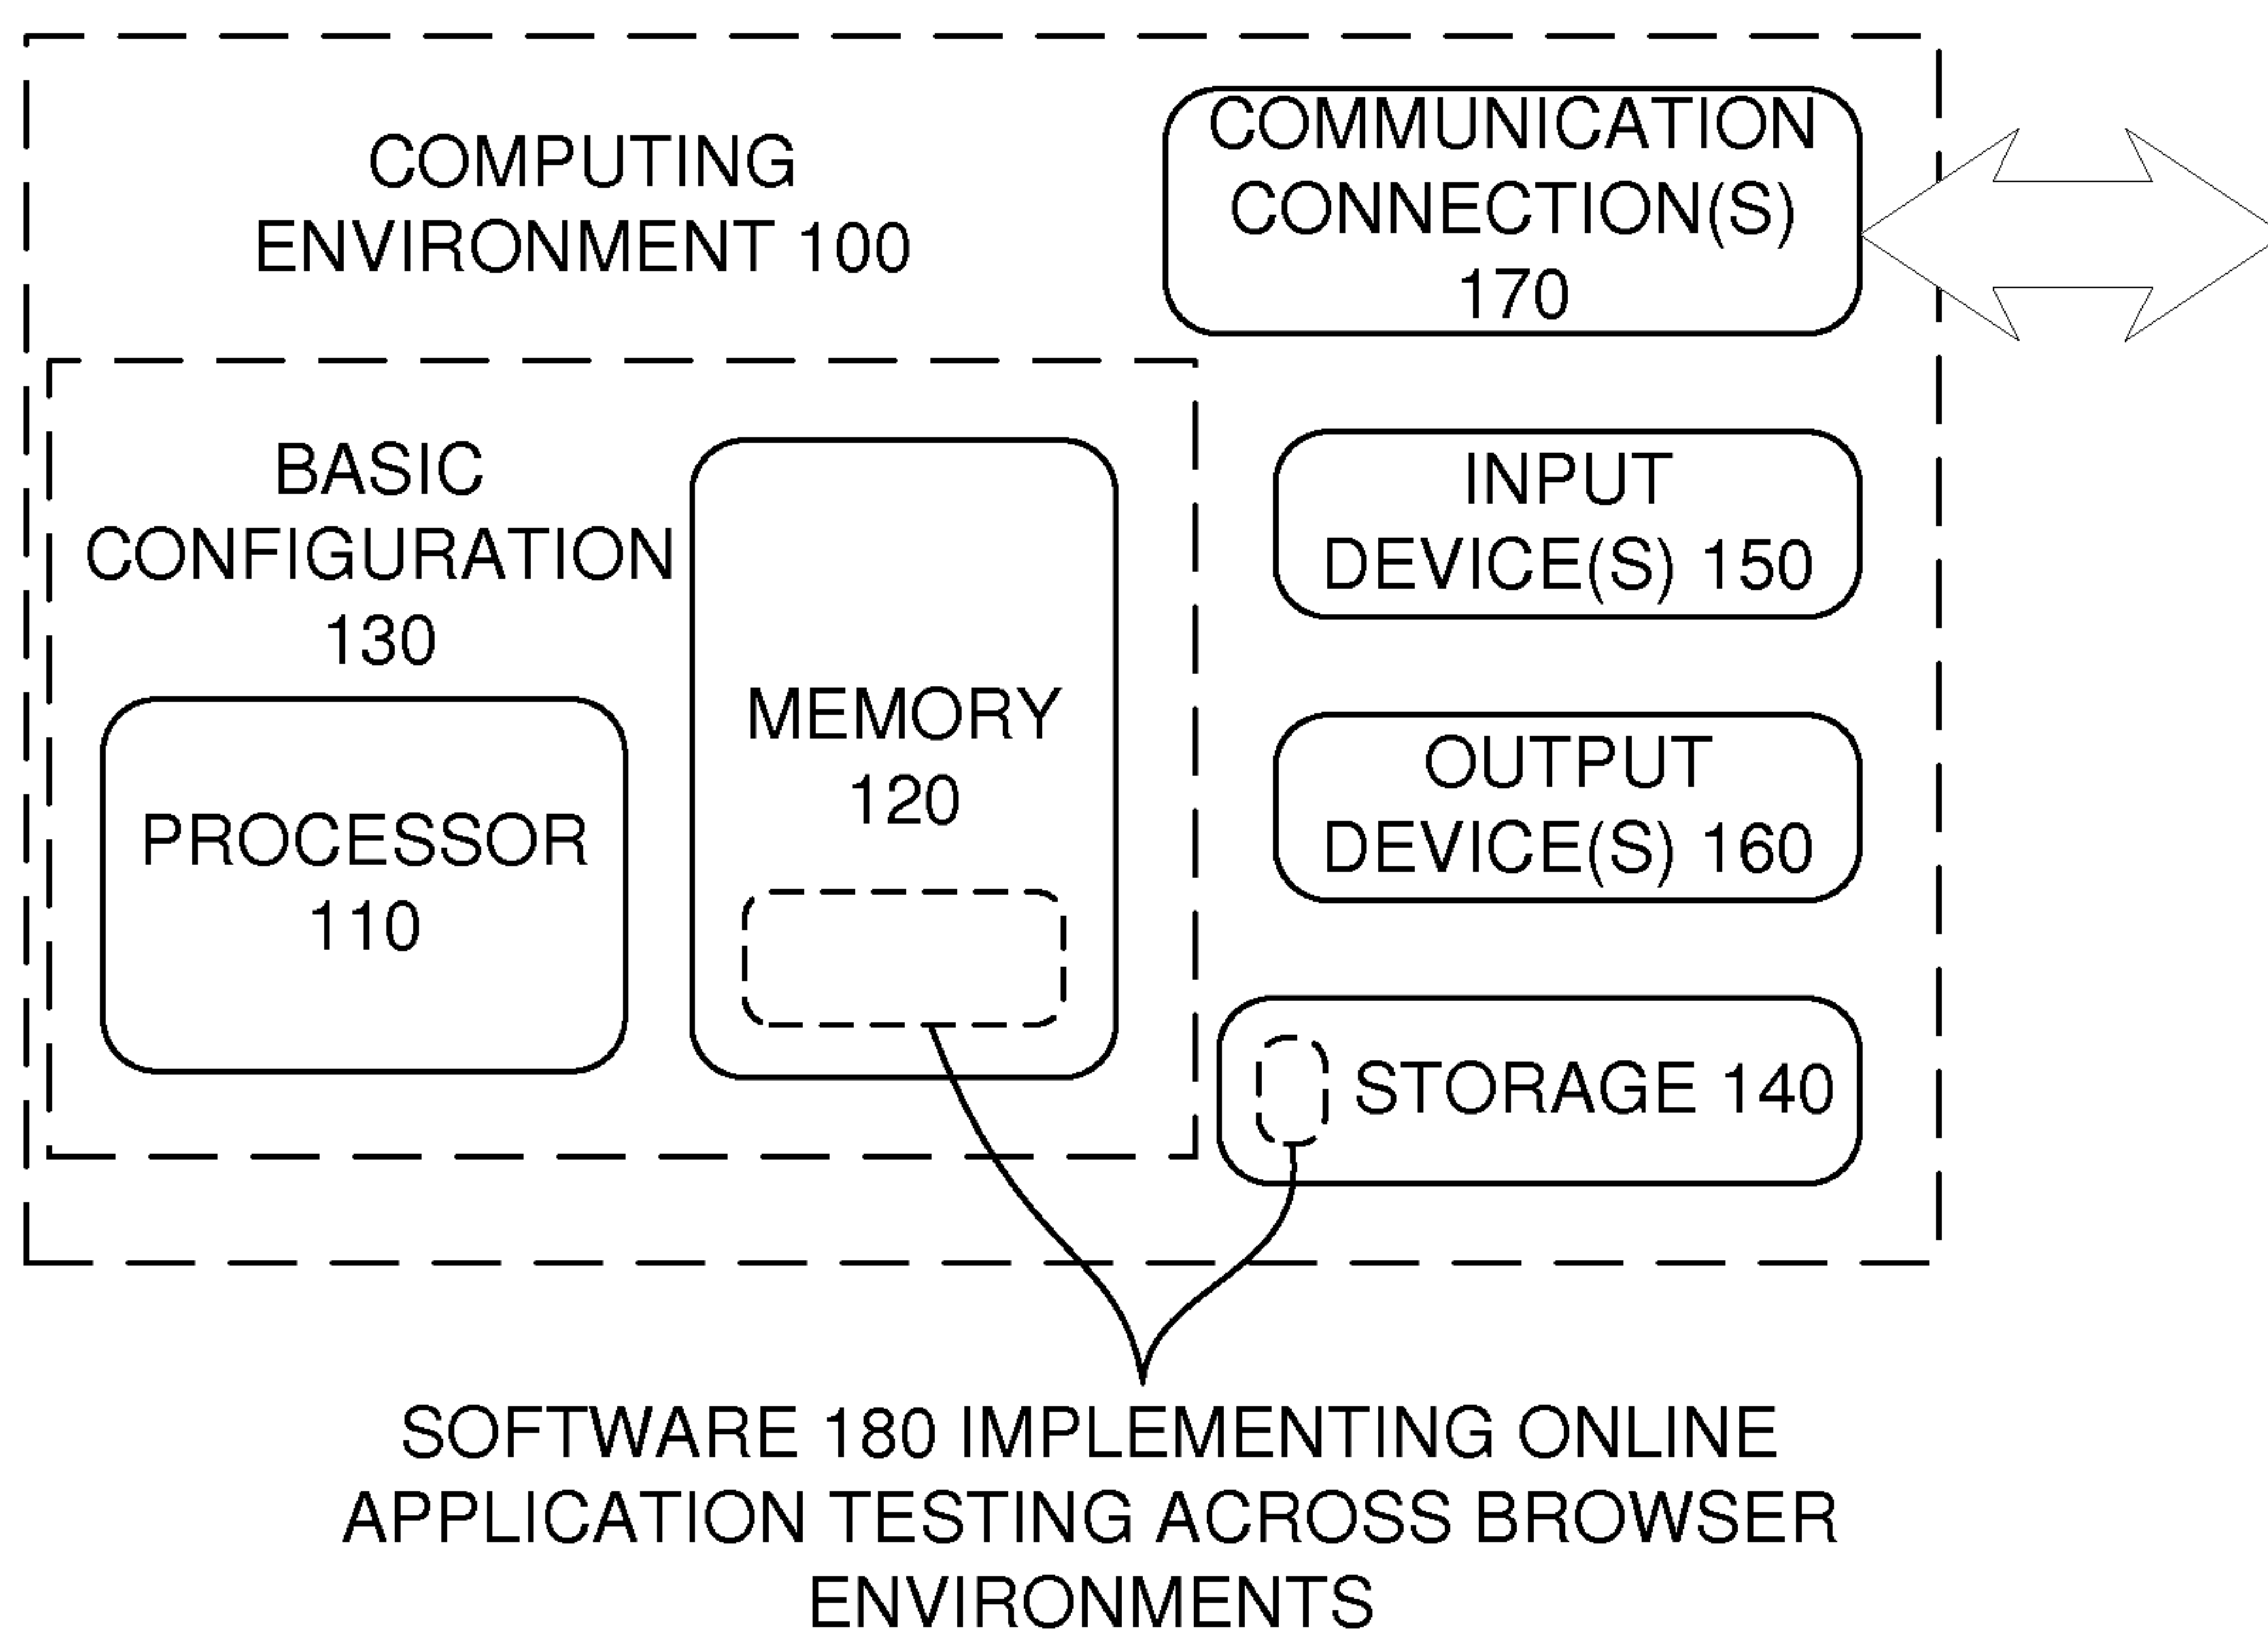 COMPUTING
ENVIRONMENT 100
COMMUNICATION
CONNECTION(S)
170
BASIC
CONFIGURATION
130
PROCESSOR
110
MEMORY
120
INPUT
DEVICE(S) 150
OUTPUT
DEVICE(S) 160
STORAGE 140
SOFTWARE 180 IMPLEMENTING ONLINE
APPLICATION TESTING ACROSS BROWSER
ENVIRONMENTS